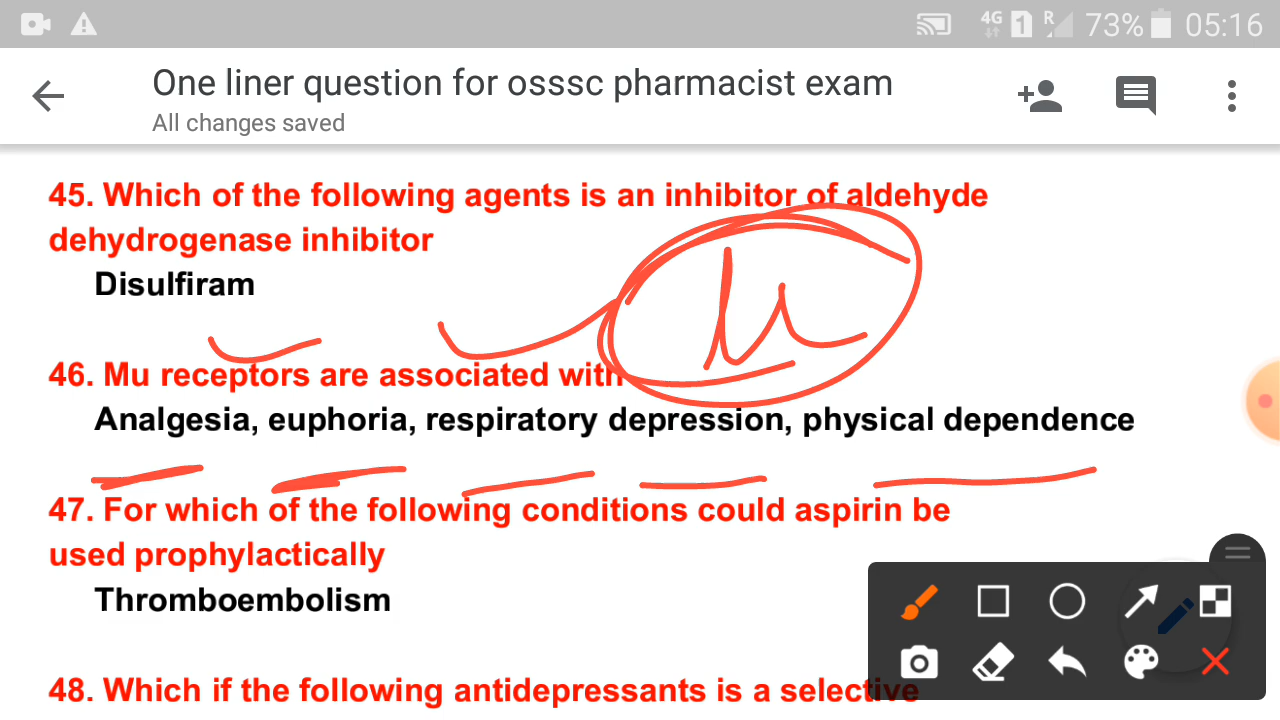 4G 1 R 73% 05:16
One liner question for osssc pharmacist exam
All changes saved
45. Which of the following agents is an inhibitor of aldehyde
dehydrogenase inhibitor
Disulfiram
μ
46. Mu receptors are associated with
Analgesia, euphoria, respiratory depression, physical dependence
47. For which of the following conditions could aspirin be
used prophylactically
Thromboembolism
48. Which if the following antidepressants is a selective